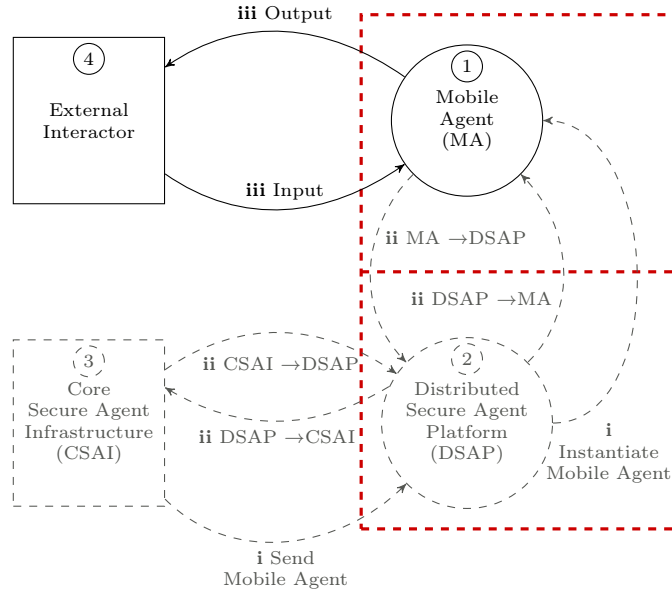 iii Output
4
External
Interactor
1
Mobile
Agent
(MA)
iii Input
ii MA →DSAP
ii DSAP →MA
3
Core
Secure Agent
Infrastructure
(CSAI)
ii CSAI →DSAP
ii DSAP →CSAI
2
Distributed
Secure Agent
Platform
(DSAP)
i
Instantiate
Mobile Agent
i Send
Mobile Agent